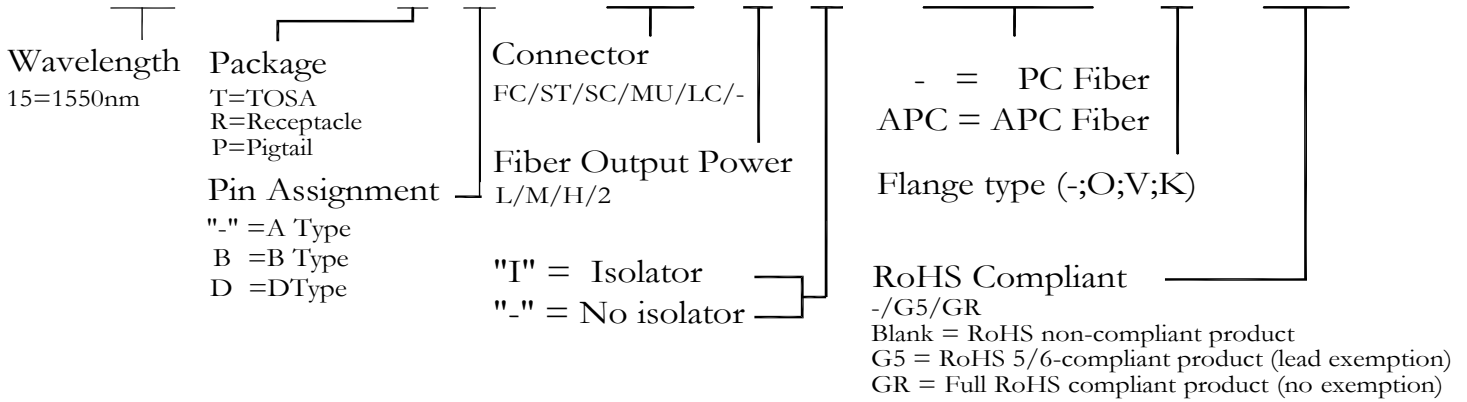 Wavelength
15=1550nm
Package
T=TOSA
R=Receptacle
P=Pigtail
Pin Assignment
"-" =A Type
B =B Type
D =DType
Connector
FC/ST/SC/MU/LC/-
Fiber Output Power
L/M/H/2
"I" = Isolator
"-" = No isolator
- = PC Fiber
APC = APC Fiber
Flange type (-;O;V;K)
RoHS Compliant
-/G5/GR
Blank = RoHS non-compliant product
G5 = RoHS 5/6-compliant product (lead exemption)
GR = Full RoHS compliant product (no exemption)